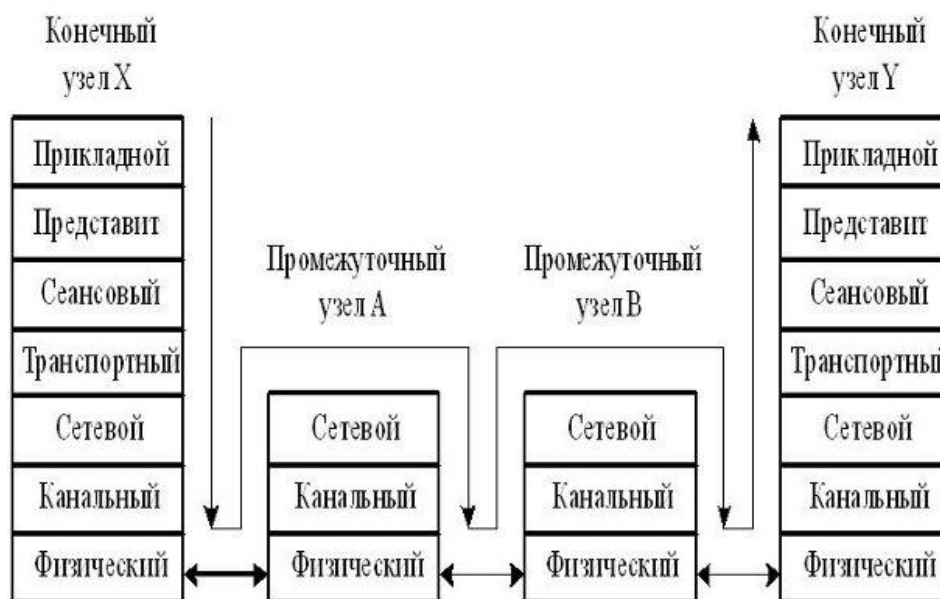 Конечный
узел X
Прикладной
Представит
Сеансовый
Транспортный
Сетевой
Канальный
Физический
Промежуточный
узел A
Сетевой
Канальный
Физический
Промежуточный
узел B
Сетевой
Канальный
Физический
Конечный
узел Y
Прикладной
Представит
Сеансовый
Транспортный
Сетевой
Канальный
Физический